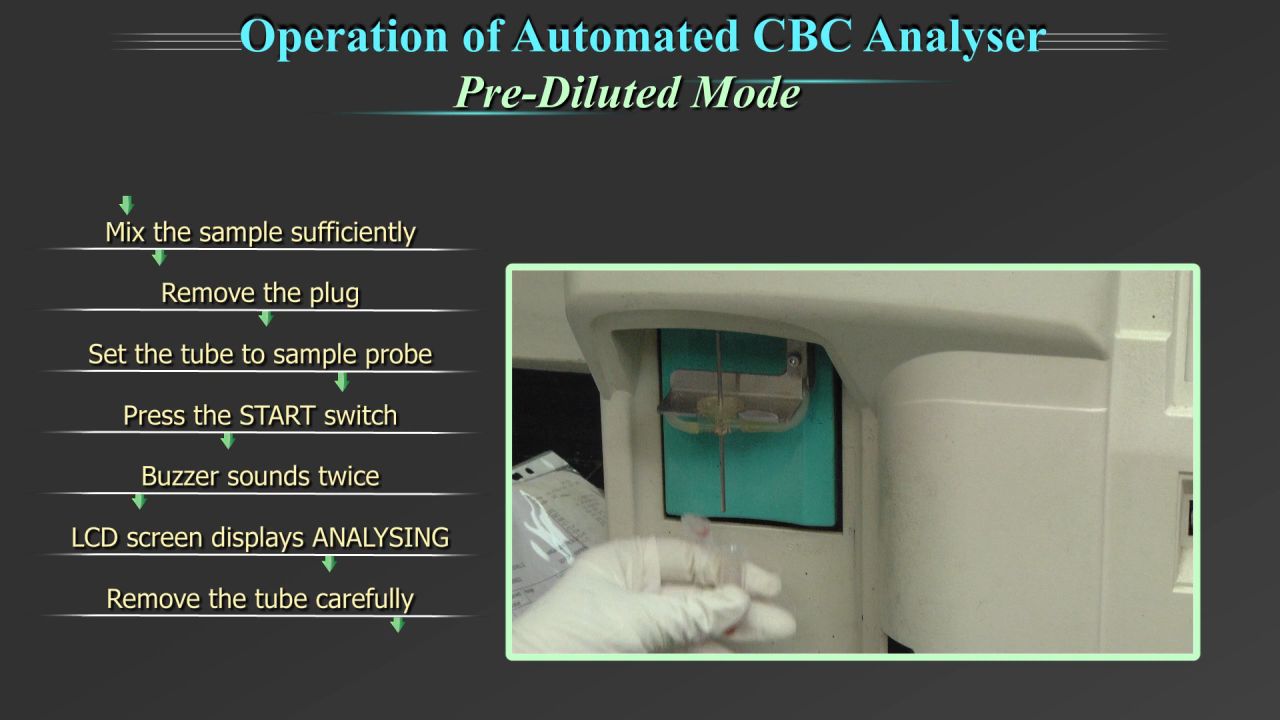 Operation of Automated CBC Analyser
Pre-Diluted Mode
Mix the sample sufficiently
Remove the plug
Set the tube to sample probe
Press the START switch
Buzzer sounds twice
LCD screen displays ANALYSING
Remove the tube carefully